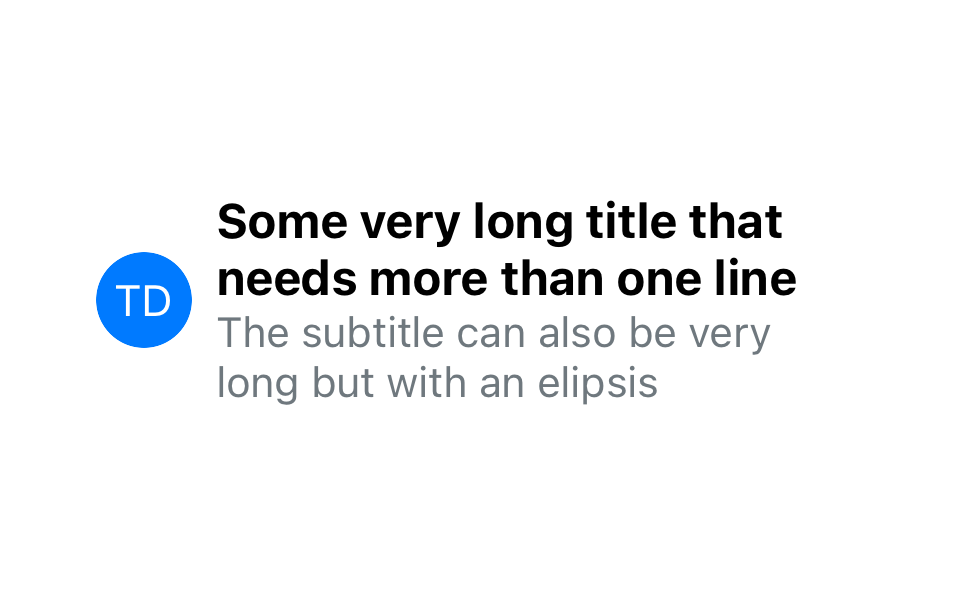 TD
Some very long title that
needs more than one line
The subtitle can also be very
long but with an elipsis